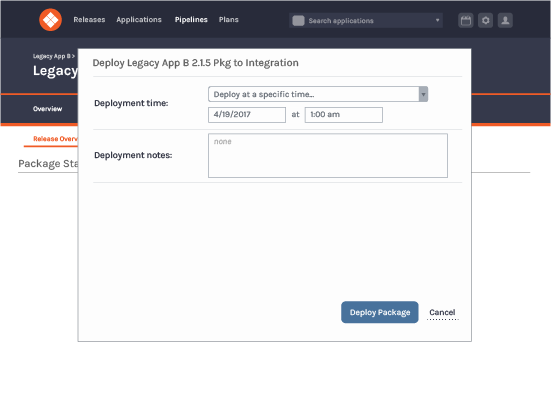 Releases Applications Pipelines Plans Search applications
Legacy App B >
Legacy
Overview
Release Overv
Package Sta
Deploy Legacy App B 2.1.5 Pkg to Integration
Deployment time: Deploy at a specific time...
4/19/2017 at 1:00 am
Deployment notes: none
Deploy Package Cancel